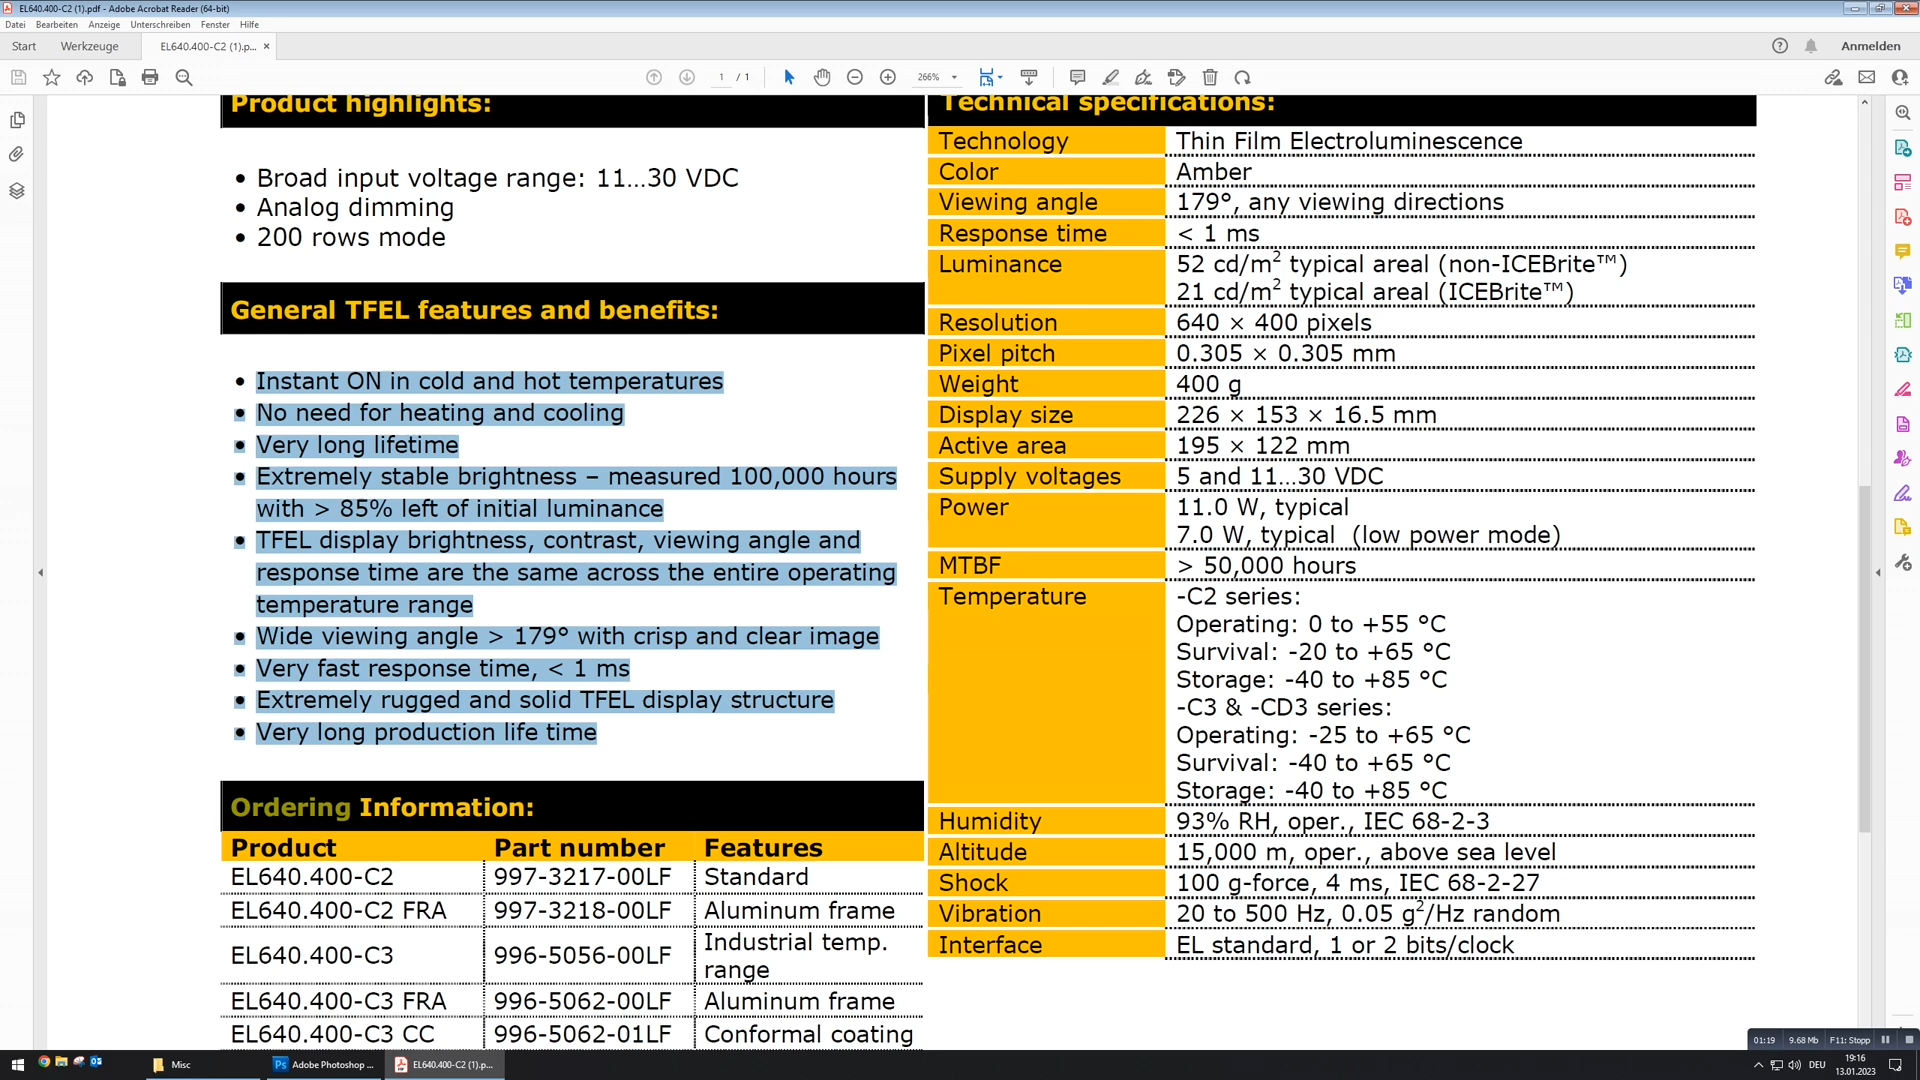 EL640.400-C2 (1).pdf - Adobe Acrobat Reader (64-bit)
Datei Bearbeiten Anzeige Unterschreiben Fenster Hilfe
Start Werkzeuge EL640.400-C2 (1).p... × Anmelden
1 / 1 266%
Product highlights:
• Broad input voltage range: 11…30 VDC
• Analog dimming
• 200 rows mode
General TFEL features and benefits:
• Instant ON in cold and hot temperatures
• No need for heating and cooling
• Very long lifetime
• Extremely stable brightness – measured 100,000 hours
with > 85% left of initial luminance
• TFEL display brightness, contrast, viewing angle and
response time are the same across the entire operating
temperature range
• Wide viewing angle > 179° with crisp and clear image
• Very fast response time, < 1 ms
• Extremely rugged and solid TFEL display structure
• Very long production life time
Ordering Information:
Product Part number Features
EL640.400-C2 997-3217-00LF Standard
EL640.400-C2 FRA 997-3218-00LF Aluminum frame
EL640.400-C3 996-5056-00LF Industrial temp.
range
EL640.400-C3 FRA 996-5062-00LF Aluminum frame
EL640.400-C3 CC 996-5062-01LF Conformal coating
Technical specifications:
Technology Thin Film Electroluminescence
Color Amber
Viewing angle 179°, any viewing directions
Response time < 1 ms
Luminance 52 cd/m² typical areal (non-ICEBrite™)
21 cd/m² typical areal (ICEBrite™)
Resolution 640 × 400 pixels
Pixel pitch 0.305 × 0.305 mm
Weight 400 g
Display size 226 × 153 × 16.5 mm
Active area 195 × 122 mm
Supply voltages 5 and 11…30 VDC
Power 11.0 W, typical
7.0 W, typical (low power mode)
MTBF > 50,000 hours
Temperature -C2 series:
Operating: 0 to +55 °C
Survival: -20 to +65 °C
Storage: -40 to +85 °C
-C3 & -CD3 series:
Operating: -25 to +65 °C
Survival: -40 to +65 °C
Storage: -40 to +85 °C
Humidity 93% RH, oper., IEC 68-2-3
Altitude 15,000 m, oper., above sea level
Shock 100 g-force, 4 ms, IEC 68-2-27
Vibration 20 to 500 Hz, 0.05 g²/Hz random
Interface EL standard, 1 or 2 bits/clock
01:19 9.68 Mb F11: Stopp
Misc Ps Adobe Photoshop ... EL640.400-C2 (1).p... DEU 19:16
13.01.2023